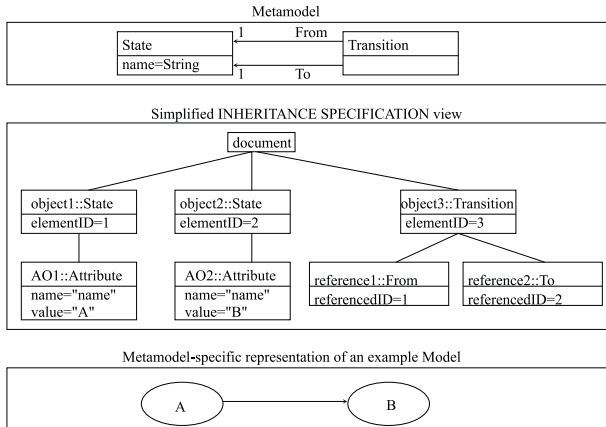 Metamodel
State
name=String
1
From
1
To
Transition
Simplified INHERITANCE SPECIFICATION view
document
object1::State
elementID=1
object2::State
elementID=2
object3::Transition
elementID=3
AO1::Attribute
name="name"
value="A"
AO2::Attribute
name="name"
value="B"
reference1::From
referencedID=1
reference2::To
referencedID=2
Metamodel-specific representation of an example Model
A
B